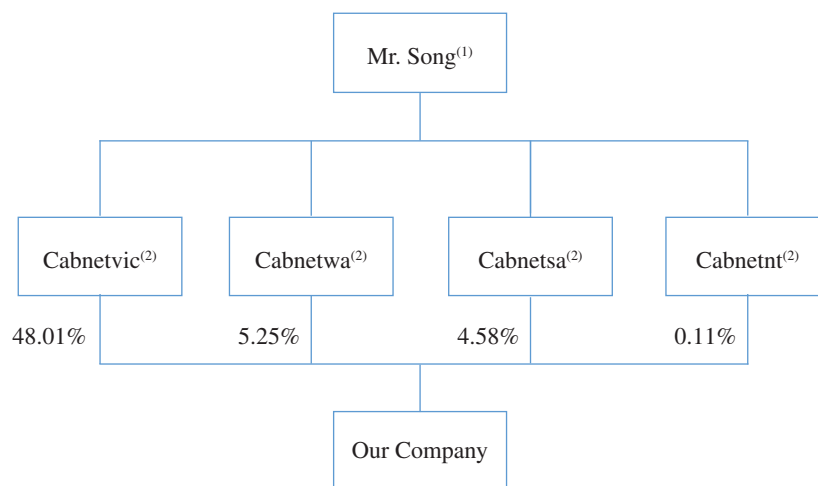 Mr. Song(1)
Cabnetvic(2)
Cabnetwa(2)
Cabnetsa(2)
Cabnetnt(2)
48.01%
5.25%
4.58%
0.11%
Our Company